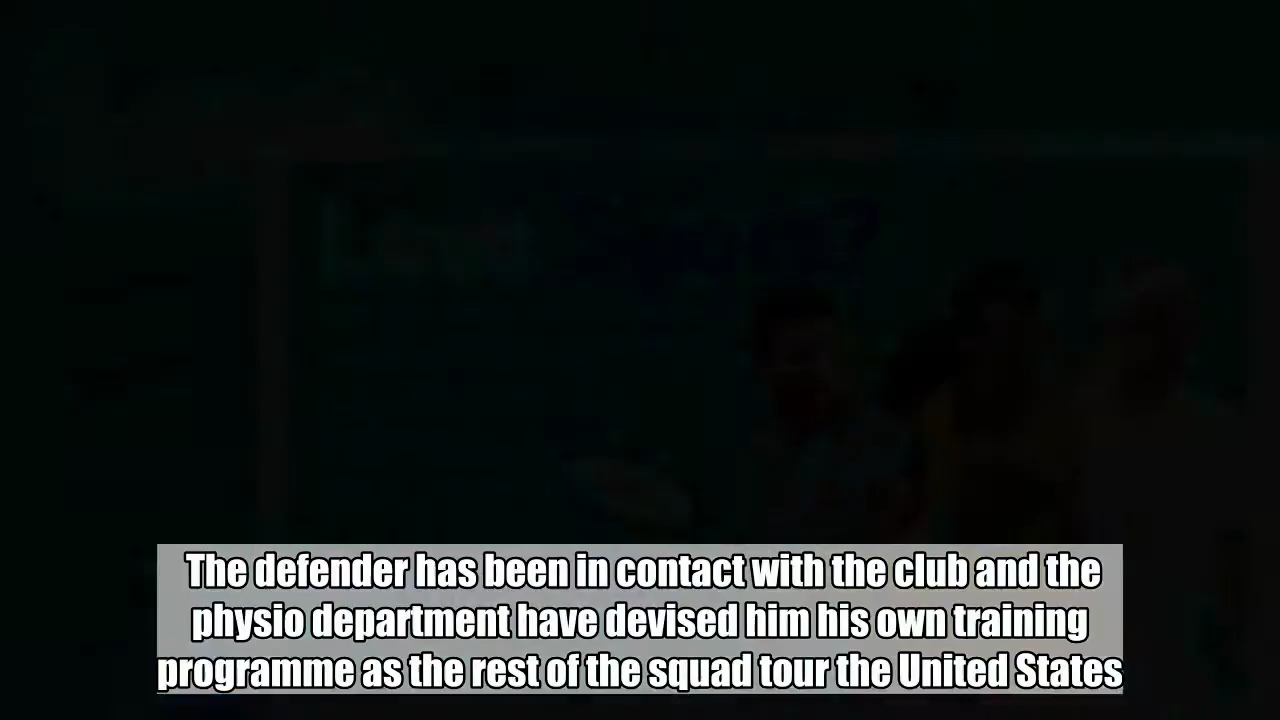 The defender has been in contact with the club and the
physio department have devised him his own training
programme as the rest of the squad tour the United States